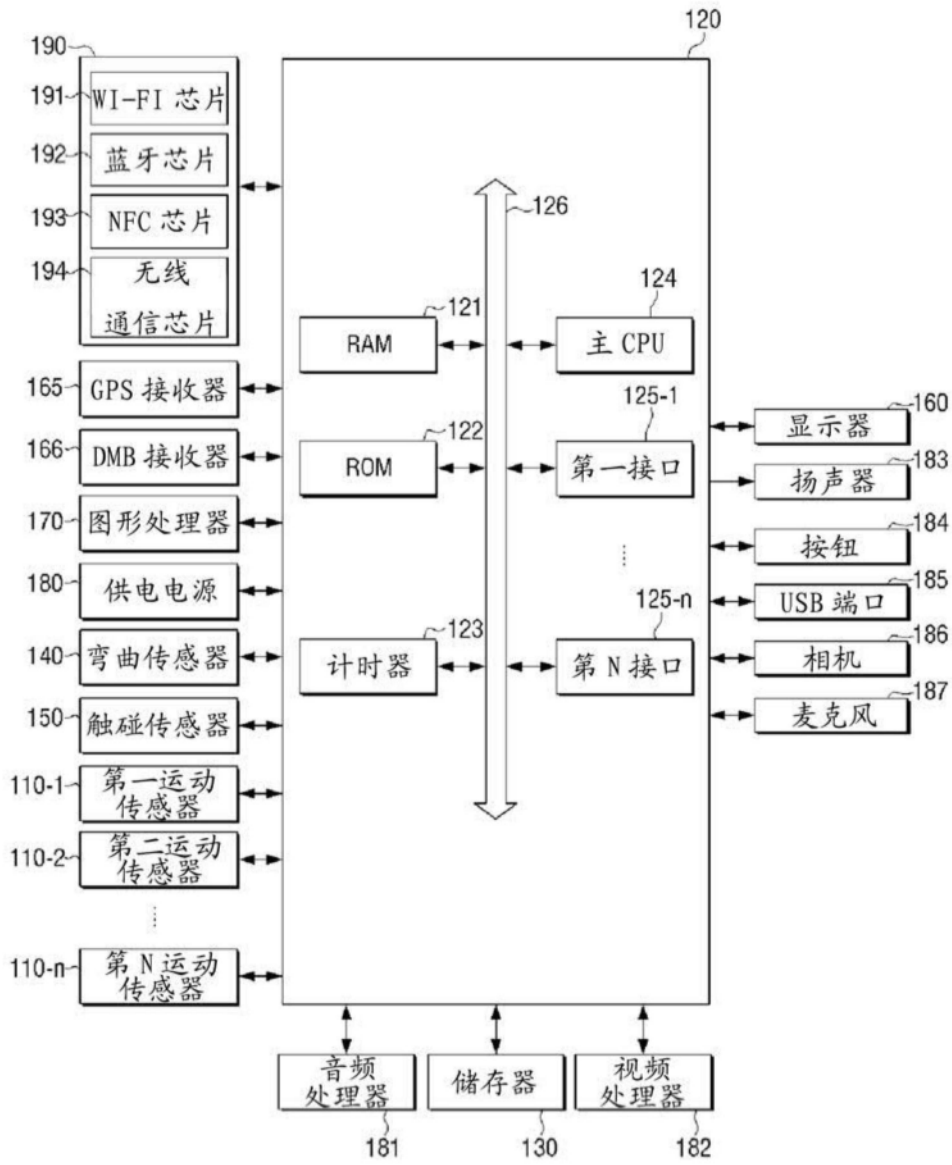 120
190
191
WI-FI 芯片
192
蓝牙芯片
193
NFC 芯片
194
无线
通信芯片
126
121
RAM
124
主 CPU
165
GPS 接收器
166
DMB 接收器
122
ROM
125-1
第一接口
170
图形处理器
180
供电电源
140
弯曲传感器
150
触碰传感器
123
计时器
125-n
第 N 接口
110-1
第一运动
传感器
110-2
第二运动
传感器
110-n
第 N 运动
传感器
160
显示器
183
扬声器
184
按钮
185
USB 端口
186
相机
187
麦克风
音频
处理器
181
储存器
130
视频
处理器
182